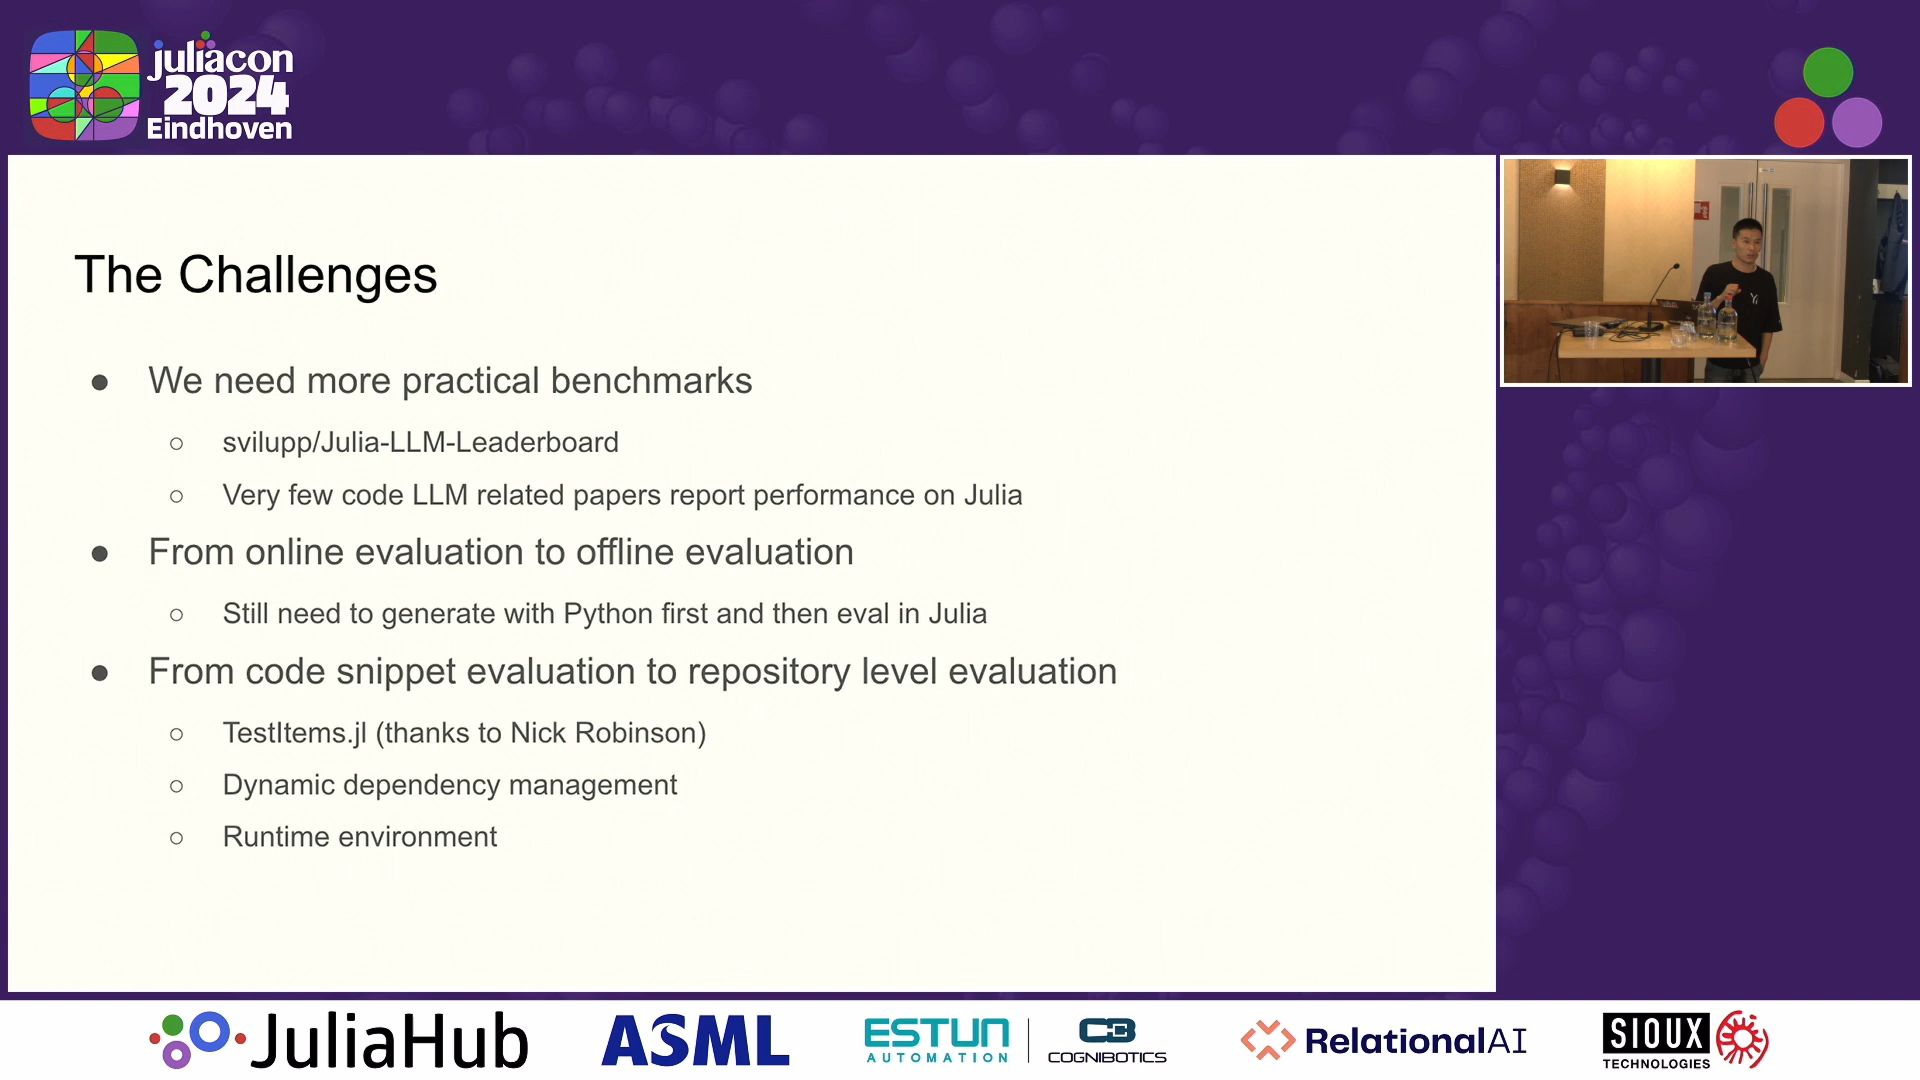 juliacon
2024
Eindhoven
The Challenges
● We need more practical benchmarks
○ svilupp/Julia-LLM-Leaderboard
○ Very few code LLM related papers report performance on Julia
● From online evaluation to offline evaluation
○ Still need to generate with Python first and then eval in Julia
● From code snippet evaluation to repository level evaluation
○ TestItems.jl (thanks to Nick Robinson)
○ Dynamic dependency management
○ Runtime environment
JuliaHub
ASML
ESTUN
AUTOMATION
COGNIBOTICS
RelationalAI
SIOUX
TECHNOLOGIES